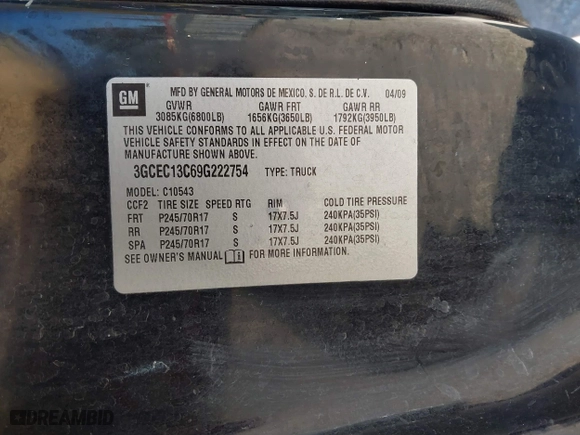 GM
MFD BY GENERAL MOTORS DE MEXICO, S. DE R.L. DE C.V. 04/09
GVWR GAWR FRT GAWR RR
3085KG(6800LB) 1656KG(3650LB) 1792KG(3950LB)
THIS VEHICLE CONFORMS TO ALL APPLICABLE U.S. FEDERAL MOTOR
VEHICLE SAFETY STANDARDS IN EFFECT ON THE DATE OF
MANUFACTURE SHOWN ABOVE.
3GCEC13C69G222754 TYPE: TRUCK
MODEL: C10543
CCF2 TIRE SIZE SPEED RTG RIM COLD TIRE PRESSURE
FRT P245/70R17 S 17X7.5J 240KPA(35PSI)
RR P245/70R17 S 17X7.5J 240KPA(35PSI)
SPA P245/70R17 S 17X7.5J 240KPA(35PSI)
SEE OWNER'S MANUAL FOR MORE INFORMATION.
DREAMBID